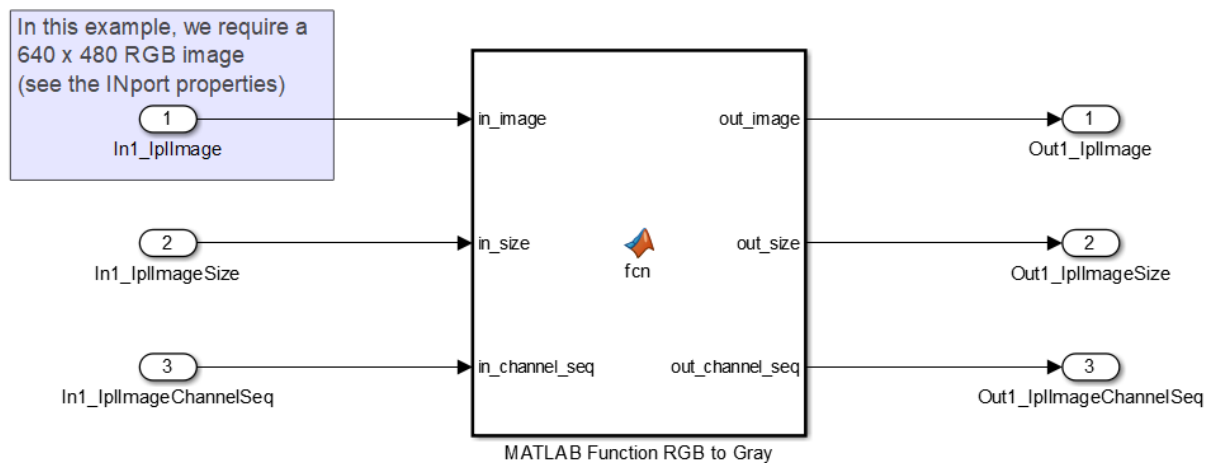 In this example, we require a
640 x 480 RGB image
(see the INport properties)
1
In1_IplImage
in_image
out_image
1
Out1_IplImage
2
In1_IplImageSize
in_size
fcn
out_size
2
Out1_IplImageSize
3
In1_IplImageChannelSeq
in_channel_seq
out_channel_seq
3
Out1_IplImageChannelSeq
MATLAB Function RGB to Gray